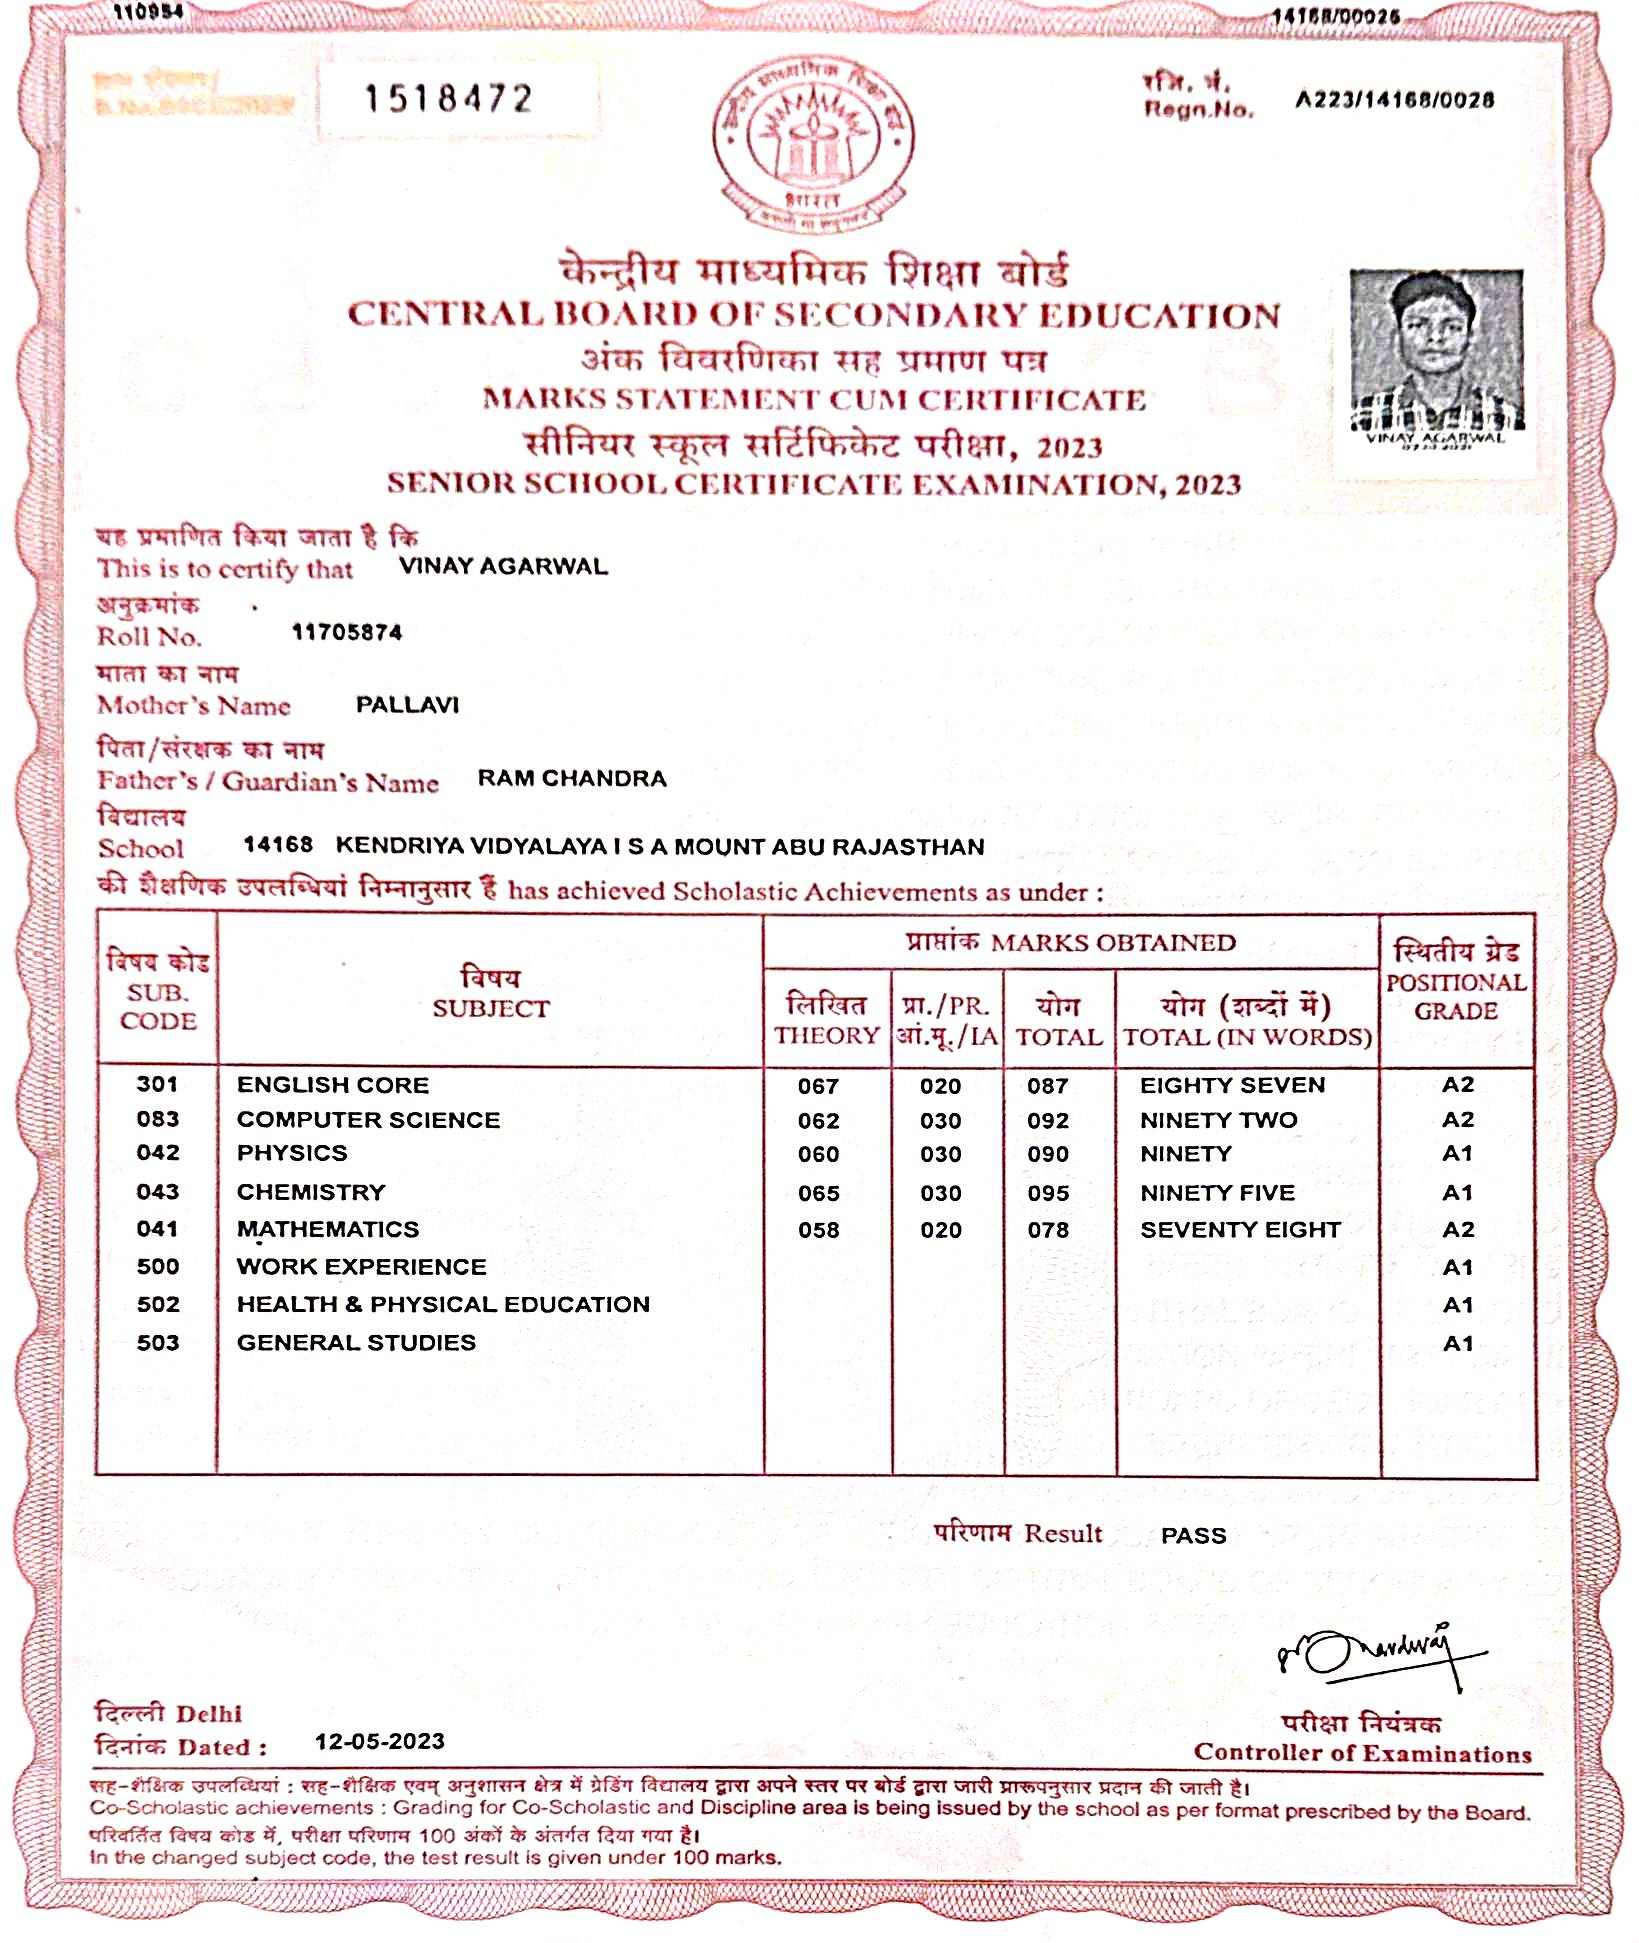 110954
14168/00026
1518472
रजि. नं.
Regn.No. A223/14168/0028
भारत
केन्द्रीय माध्यमिक शिक्षा बोर्ड
CENTRAL BOARD OF SECONDARY EDUCATION
अंक विवरणिका सह प्रमाण पत्र
MARKS STATEMENT CUM CERTIFICATE
सीनियर स्कूल सर्टिफिकेट परीक्षा, 2023
SENIOR SCHOOL CERTIFICATE EXAMINATION, 2023
VINAY AGARWAL
यह प्रमाणित किया जाता है कि
This is to certify that VINAY AGARWAL
अनुक्रमांक
Roll No. 11705874
माता का नाम
Mother's Name PALLAVI
पिता/संरक्षक का नाम
Father's / Guardian's Name RAM CHANDRA
विद्यालय
School 14168 KENDRIYA VIDYALAYA I S A MOUNT ABU RAJASTHAN
की शैक्षणिक उपलब्धियां निम्नानुसार हैं has achieved Scholastic Achievements as under :
विषय कोड
SUB.
CODE
विषय
SUBJECT
प्राप्तांक MARKS OBTAINED
लिखित
THEORY
प्रा./PR.
आं.मू./IA
योग
TOTAL
योग (शब्दों में)
TOTAL (IN WORDS)
स्थितीय ग्रेड
POSITIONAL
GRADE
301 ENGLISH CORE 067 020 087 EIGHTY SEVEN A2
083 COMPUTER SCIENCE 062 030 092 NINETY TWO A2
042 PHYSICS 060 030 090 NINETY A1
043 CHEMISTRY 065 030 095 NINETY FIVE A1
041 MATHEMATICS 058 020 078 SEVENTY EIGHT A2
500 WORK EXPERIENCE A1
502 HEALTH & PHYSICAL EDUCATION A1
503 GENERAL STUDIES A1
परिणाम Result PASS
दिल्ली Delhi
दिनांक Dated : 12-05-2023
परीक्षा नियंत्रक
Controller of Examinations
सह-शैक्षिक उपलब्धियां : सह-शैक्षिक एवम् अनुशासन क्षेत्र में ग्रेडिंग विद्यालय द्वारा अपने स्तर पर बोर्ड द्वारा जारी प्रारूपनुसार प्रदान की जाती है।
Co-Scholastic achievements : Grading for Co-Scholastic and Discipline area is being issued by the school as per format prescribed by the Board.
परिवर्तित विषय कोड में, परीक्षा परिणाम 100 अंकों के अंतर्गत दिया गया है।
In the changed subject code, the test result is given under 100 marks.